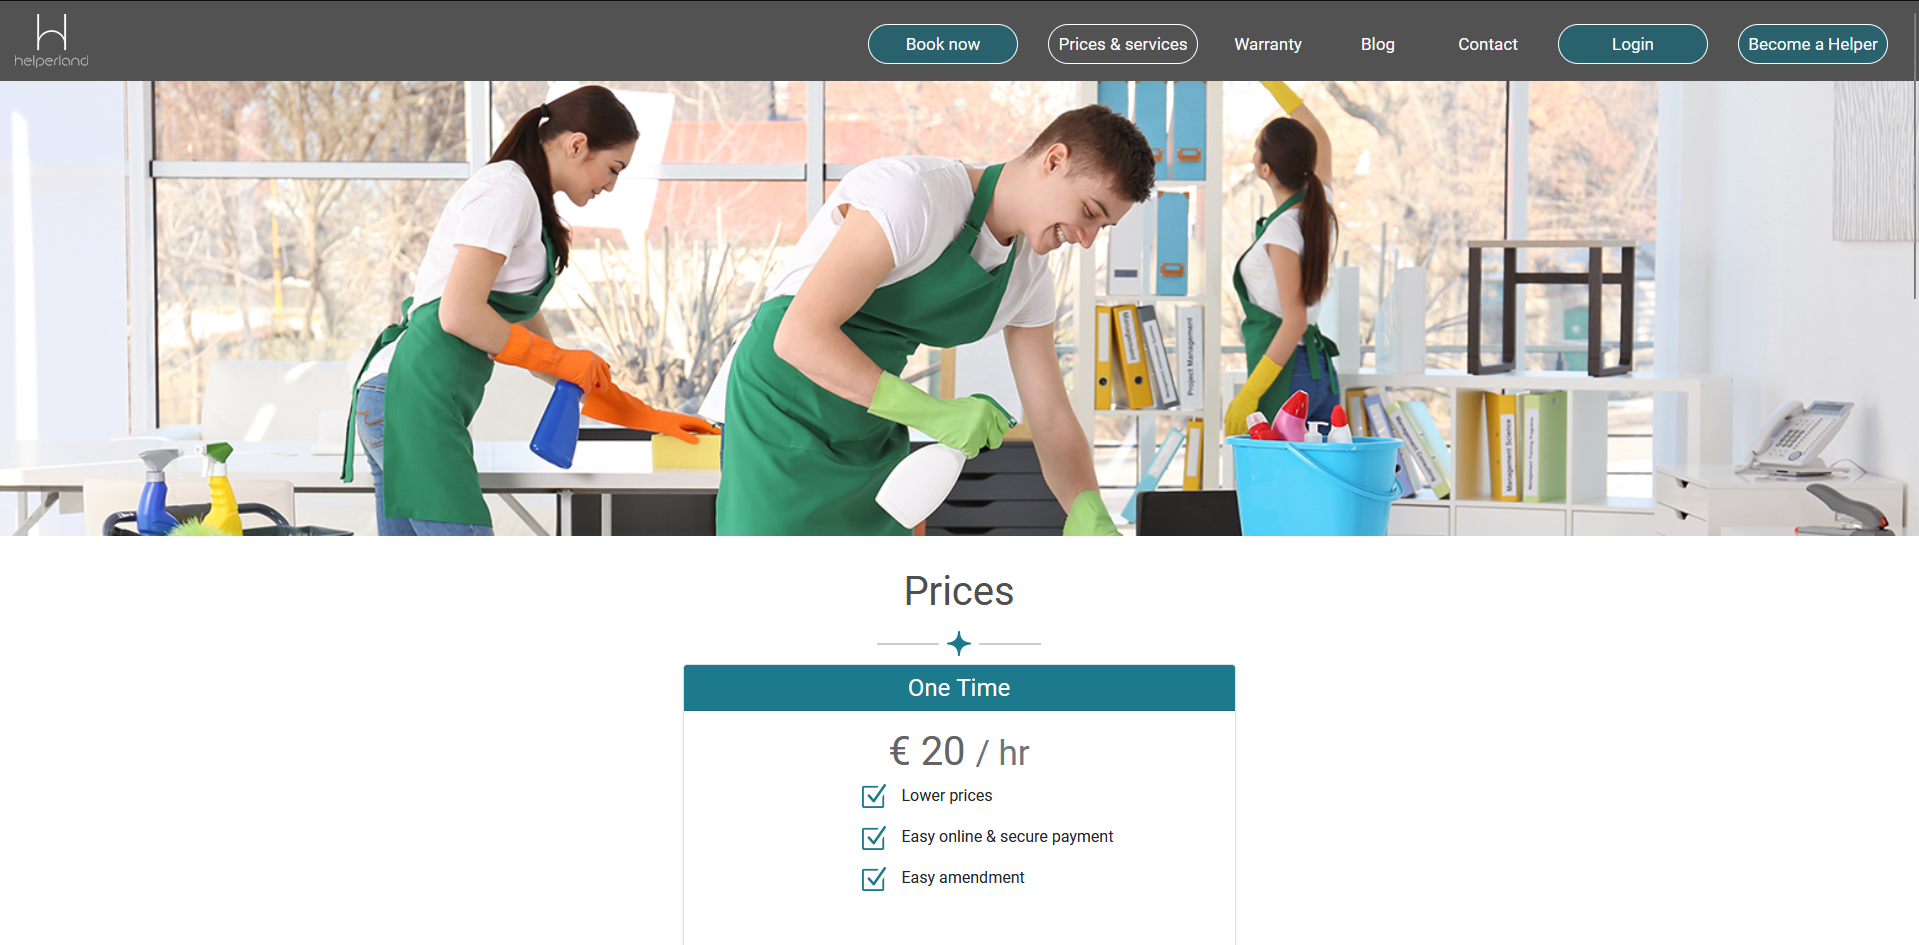 helperland
Book now
Prices & services
Warranty
Blog
Contact
Login
Become a Helper
Project Management
Management Science
Prices
One Time
€ 20 / hr
Lower prices
Easy online & secure payment
Easy amendment